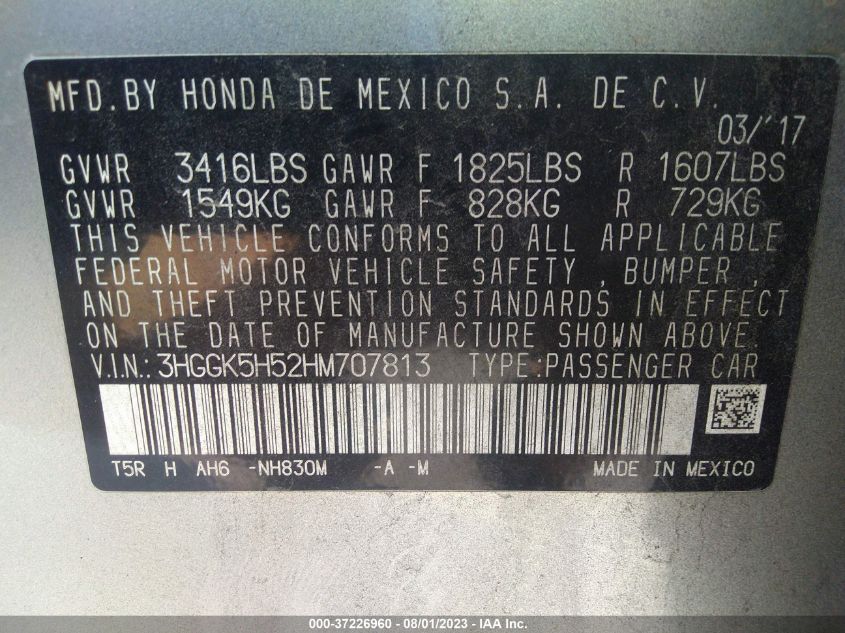 MFD. BY HONDA DE MEXICO S.A. DE C.V.
03/'17
GVWR 3416LBS GAWR F 1825LBS R 1607LBS
GVWR 1549KG GAWR F 828KG R 729KG
THIS VEHICLE CONFORMS TO ALL APPLICABLE
FEDERAL MOTOR VEHICLE SAFETY , BUMPER ,
AND THEFT PREVENTION STANDARDS IN EFFECT
ON THE DATE OF MANUFACTURE SHOWN ABOVE.
V.I.N.: 3HGGK5H52HM707813 TYPE:PASSENGER CAR
T5R H AH6 -NH830M -A -M MADE IN MEXICO
000-37226960 - 08/01/2023 - IAA Inc.